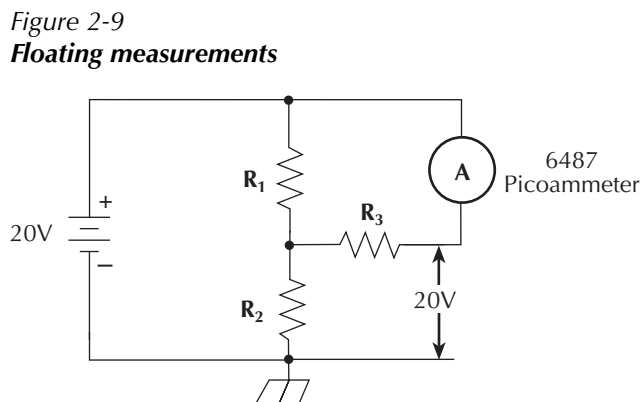 Figure 2-9
Floating measurements
R1
A
6487
Picoammeter
R3
+
20V
–
20V
R2